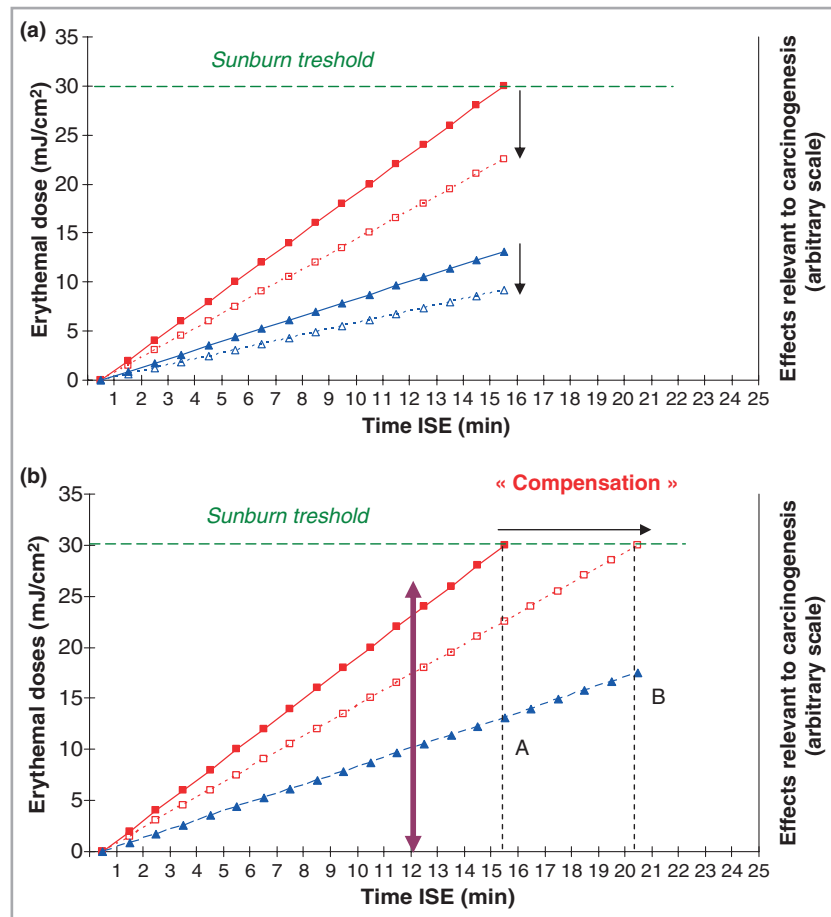 (a)
35
30
25
20
15
10
5
0
Sunburn treshold
Erythemal dose (mJ/cm²)
1 2 3 4 5 6 7 8 9 10 11 12 13 14 15 16 17 18 19 20 21 22 23 24 25
Time ISE (min)
Effects relevant to carcinogenesis
(arbitrary scale)
(b)
« Compensation »
35
30
25
20
15
10
5
0
Sunburn treshold
Erythemal doses (mJ/cm²)
A
B
1 2 3 4 5 6 7 8 9 10 11 12 13 14 15 16 17 18 19 20 21 22 23 24 25
Time ISE (min)
Effects relevant to carcinogenesis
(arbitrary scale)